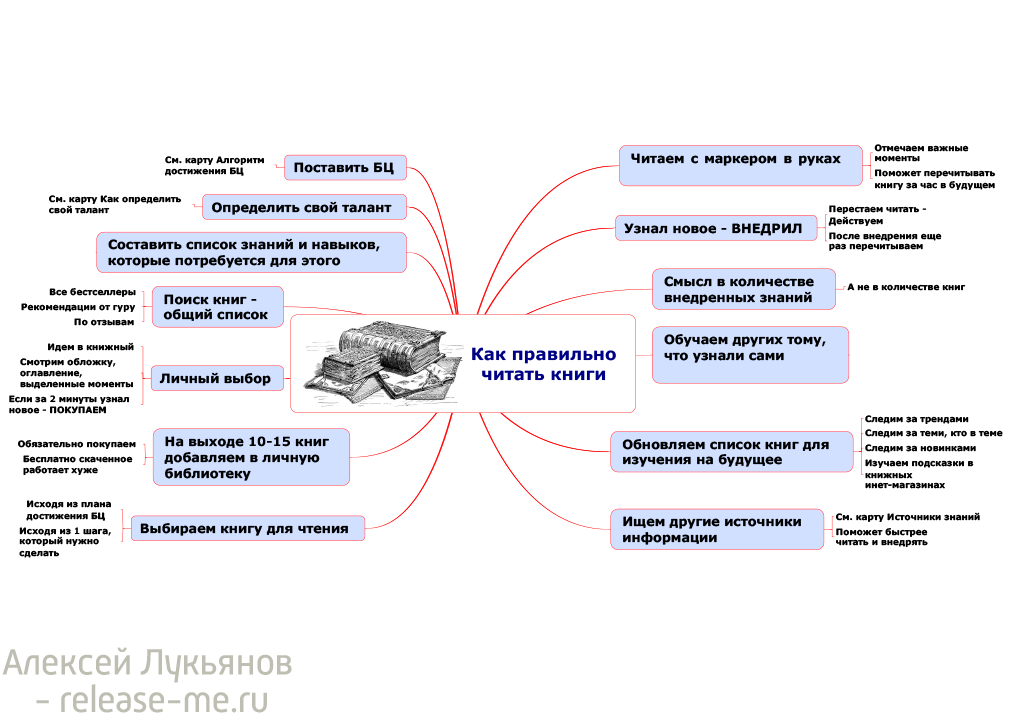 Как правильно
читать книги
См. карту Алгоритм
достижения БЦ
Поставить БЦ
См. карту Как определить
свой талант
Определить свой талант
Составить список знаний и навыков,
которые потребуется для этого
Все бестселлеры
Рекомендации от гуру
По отзывам
Поиск книг -
общий список
Идем в книжный
Смотрим обложку,
оглавление,
выделенные моменты
Если за 2 минуты узнал
новое - ПОКУПАЕМ
Личный выбор
Обязательно покупаем
Бесплатно скаченное
работает хуже
На выходе 10-15 книг
добавляем в личную
библиотеку
Исходя из плана
достижения БЦ
Исходя из 1 шага,
который нужно
сделать
Выбираем книгу для чтения
Читаем с маркером в руках
Отмечаем важные
моменты
Поможет перечитывать
книгу за час в будущем
Узнал новое - ВНЕДРИЛ
Перестаем читать -
Действуем
После внедрения еще
раз перечитываем
Смысл в количестве
внедренных знаний
А не в количестве книг
Обучаем других тому,
что узнали сами
Обновляем список книг для
изучения на будущее
Следим за трендами
Следим за теми, кто в теме
Следим за новинками
Изучаем подсказки в
книжных
инет-магазинах
Ищем другие источники
информации
См. карту Источники знаний
Поможет быстрее
читать и внедрять
Алексей Лукьянов
- release-me.ru